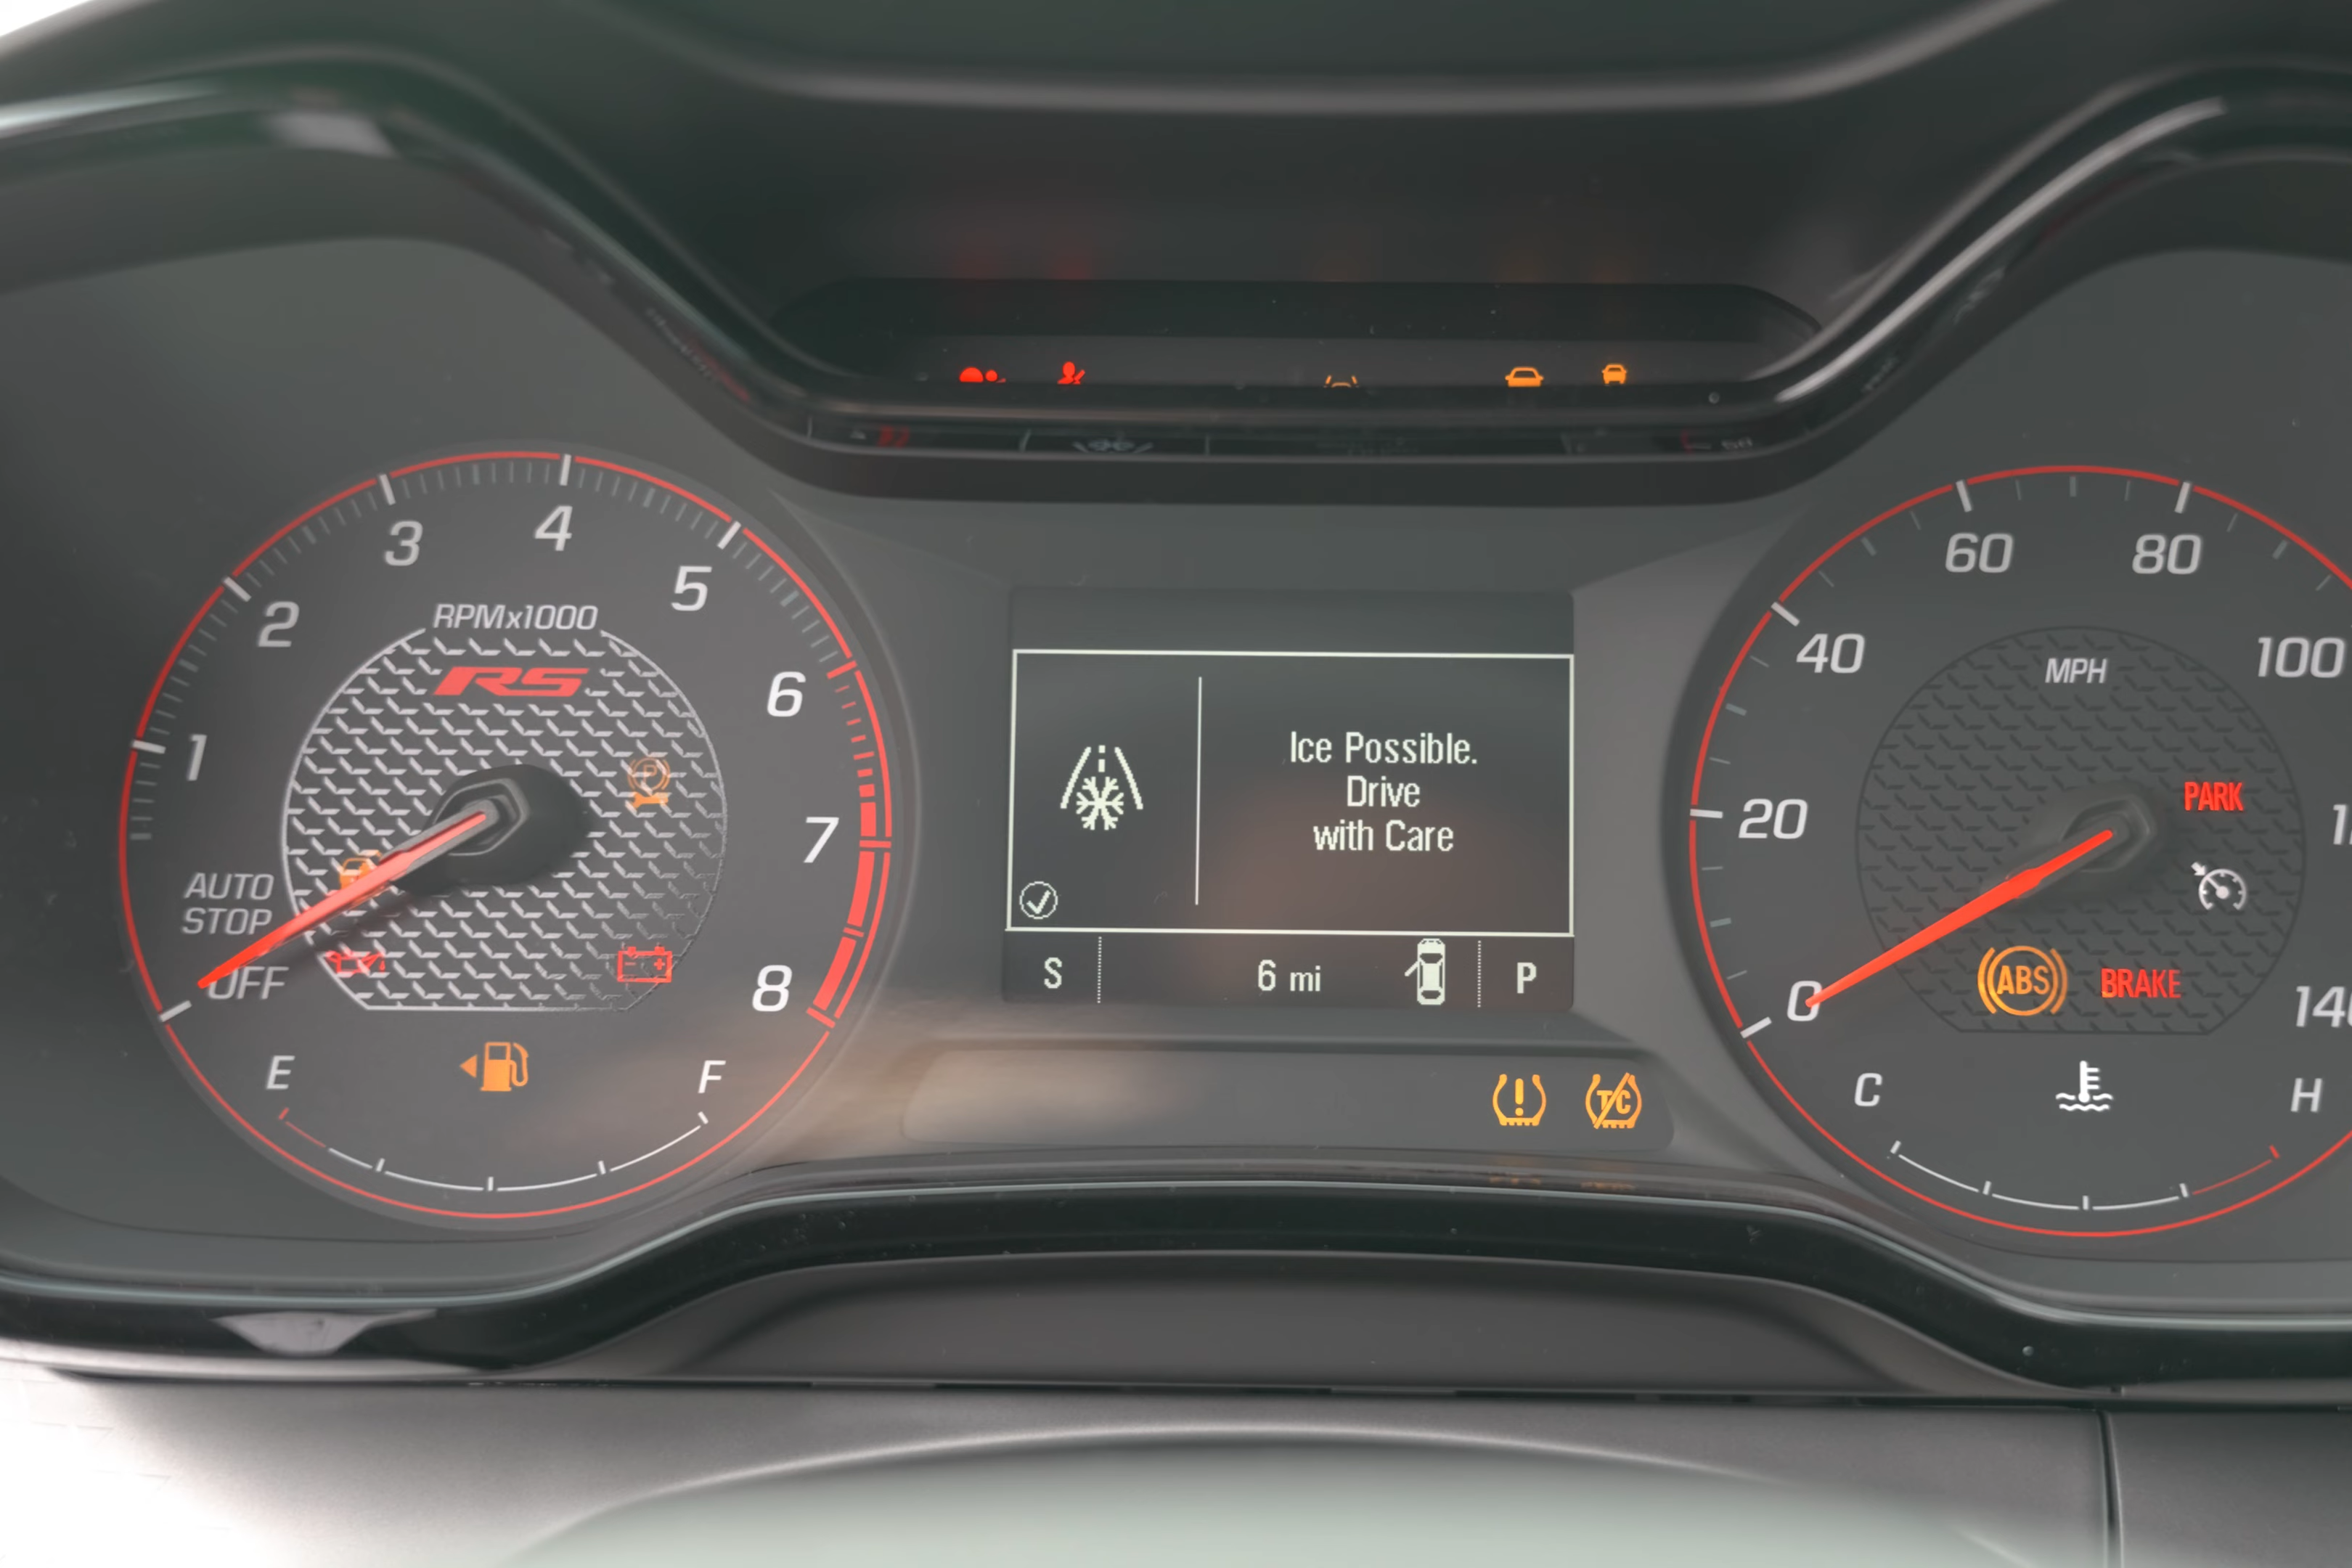 1
2
3
4
5
6
7
8
RPMx1000
RS
AUTO
STOP
OFF
E
F
Ice Possible.
Drive
with Care
S
6 mi
P
TC
0
20
40
60
80
100
MPH
PARK
ABS
BRAKE
C
H